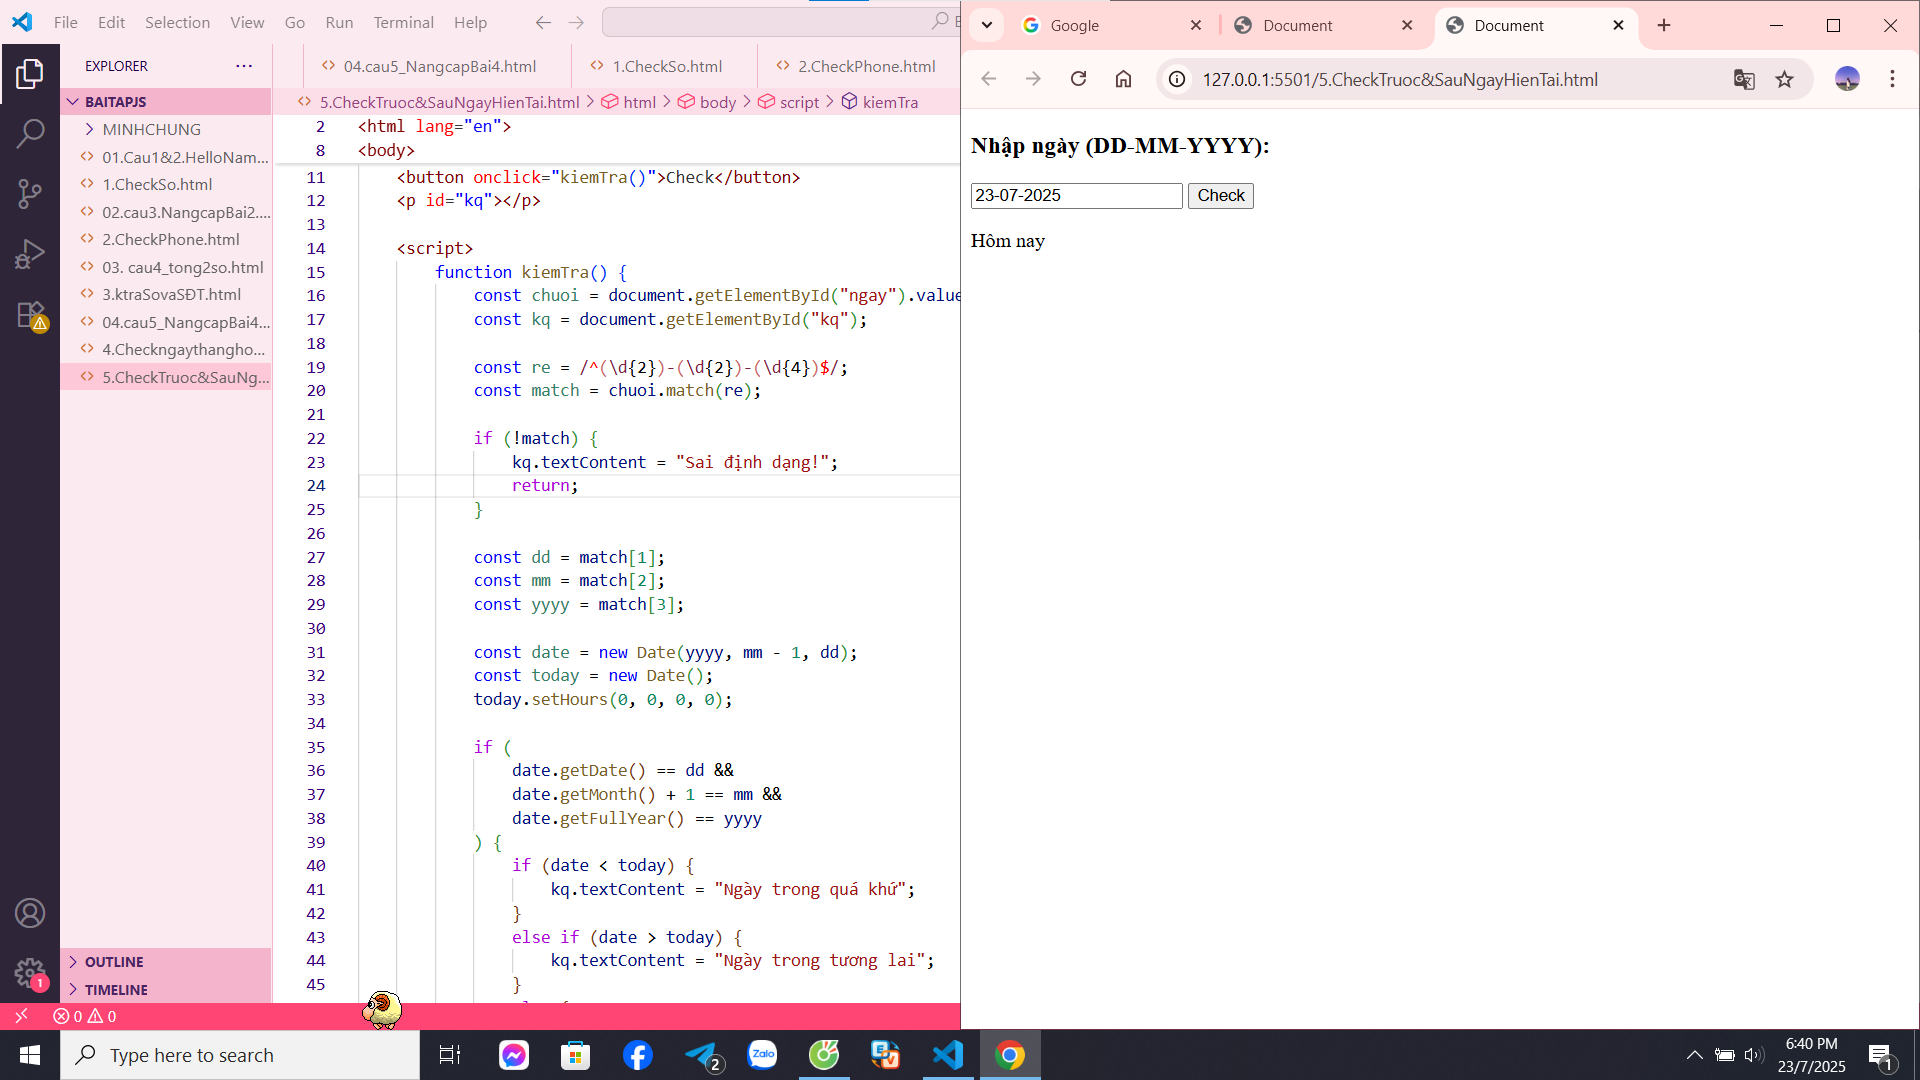 File Edit Selection View Go Run Terminal Help
EXPLORER
BAITAPJS
MINHCHUNG
01.Cau1&2.HelloNam...
1.CheckSo.html
02.cau3.NangcapBai2....
2.CheckPhone.html
03. cau4_tong2so.html
3.ktraSovaSĐT.html
04.cau5_NangcapBai4...
4.Checkngaythangho...
5.CheckTruoc&SauNg...
OUTLINE
TIMELINE
1
0 0
04.cau5_NangcapBai4.html 1.CheckSo.html 2.CheckPhone.html
5.CheckTruoc&SauNgayHienTai.html > html > body > script > kiemTra
2 <html lang="en">
8 <body>
11 <button onclick="kiemTra()">Check</button>
12 <p id="kq"></p>
13
14 <script>
15 function kiemTra() {
16 const chuoi = document.getElementById("ngay").value
17 const kq = document.getElementById("kq");
18
19 const re = /^(\d{2})-(\d{2})-(\d{4})$/;
20 const match = chuoi.match(re);
21
22 if (!match) {
23 kq.textContent = "Sai định dạng!";
24 return;
25 }
26
27 const dd = match[1];
28 const mm = match[2];
29 const yyyy = match[3];
30
31 const date = new Date(yyyy, mm - 1, dd);
32 const today = new Date();
33 today.setHours(0, 0, 0, 0);
34
35 if (
36 date.getDate() == dd &&
37 date.getMonth() + 1 == mm &&
38 date.getFullYear() == yyyy
39 ) {
40 if (date < today) {
41 kq.textContent = "Ngày trong quá khứ";
42 }
43 else if (date > today) {
44 kq.textContent = "Ngày trong tương lai";
45 }
Google Document Document
127.0.0.1:5501/5.CheckTruoc&SauNgayHienTai.html
Nhập ngày (DD-MM-YYYY):
23-07-2025 Check
Hôm nay
Type here to search
2
Zalo
6:40 PM
23/7/2025
1